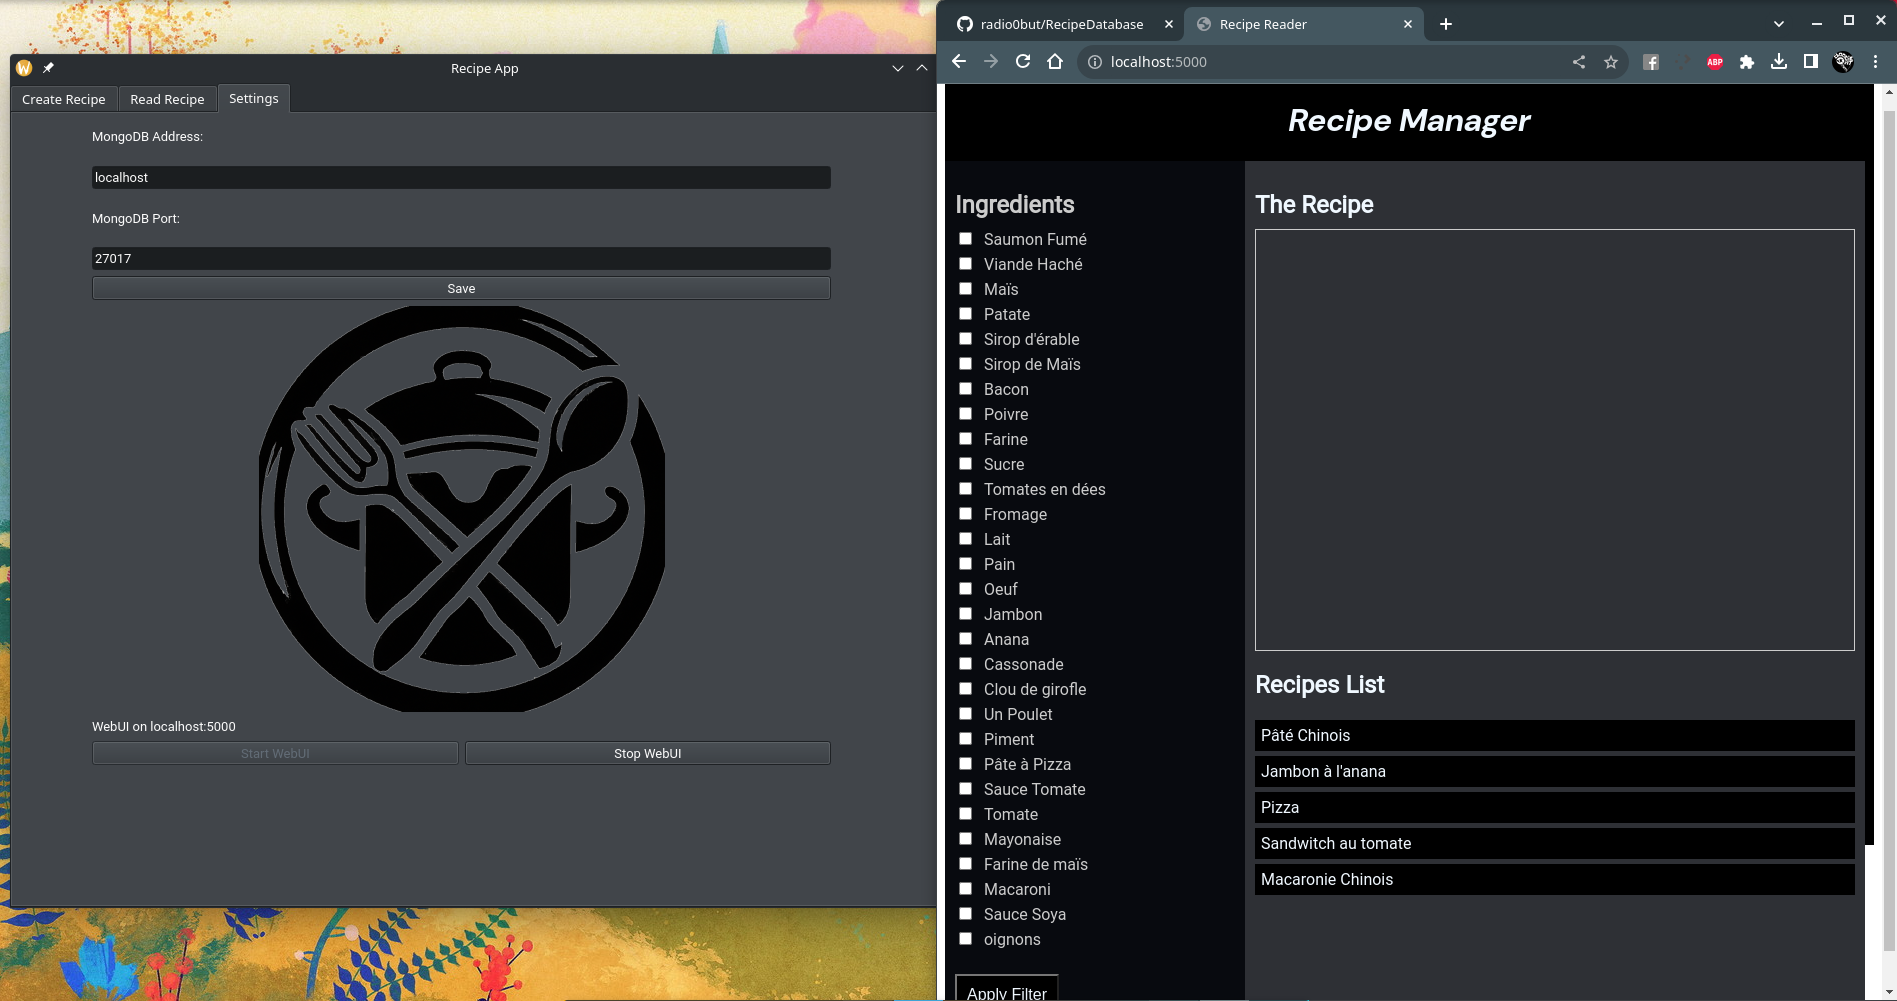 Recipe App
Create Recipe
Read Recipe
Settings
MongoDB Address:
localhost
MongoDB Port:
27017
Save
WebUI on localhost:5000
Start WebUI
Stop WebUI
radio0but/RecipeDatabase
Recipe Reader
localhost:5000
ABP
Recipe Manager
Ingredients
Saumon Fumé
Viande Haché
Maïs
Patate
Sirop d'érable
Sirop de Maïs
Bacon
Poivre
Farine
Sucre
Tomates en dées
Fromage
Lait
Pain
Oeuf
Jambon
Anana
Cassonade
Clou de girofle
Un Poulet
Piment
Pâte à Pizza
Sauce Tomate
Tomate
Mayonaise
Farine de maïs
Macaroni
Sauce Soya
oignons
Apply Filter
The Recipe
Recipes List
Pâté Chinois
Jambon à l'anana
Pizza
Sandwitch au tomate
Macaronie Chinois